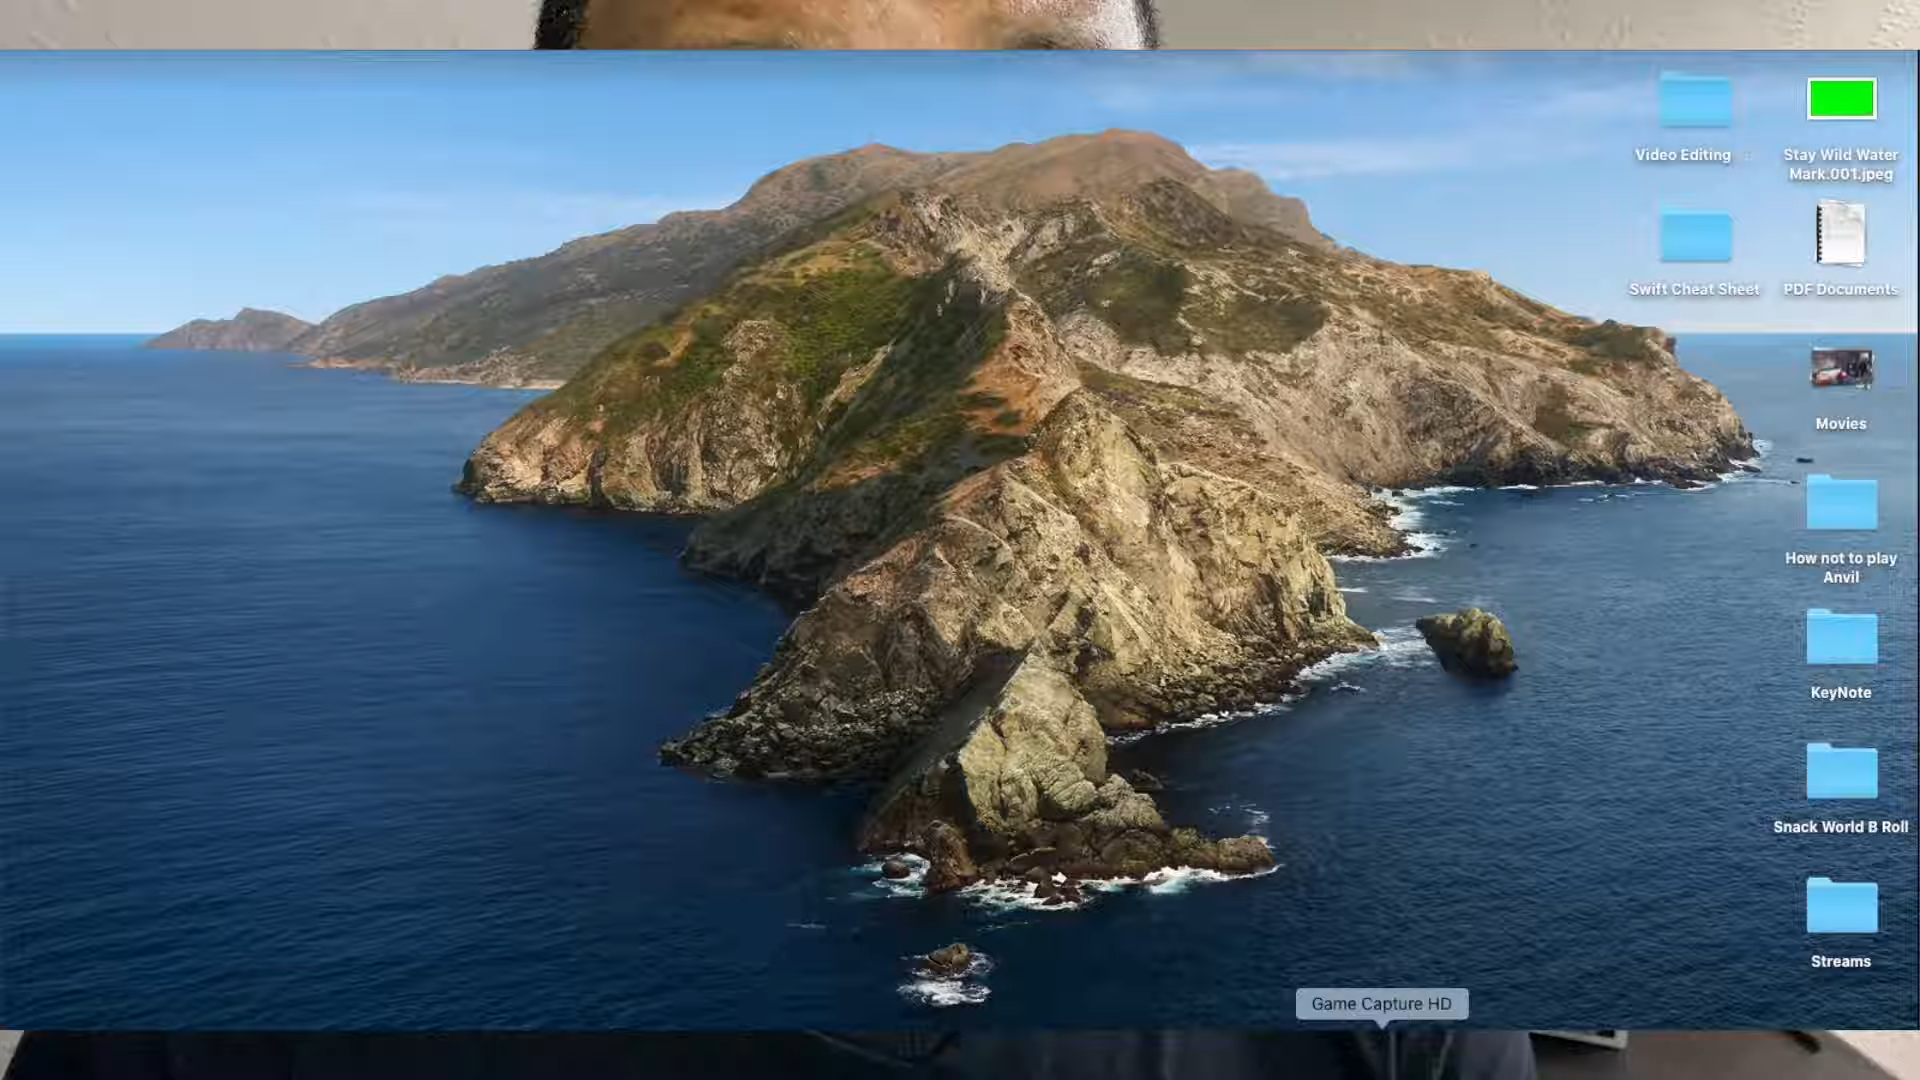 Video Editing
Stay Wild Water
Mark.001.jpeg
Swift Cheat Sheet
PDF Documents
Movies
How not to play
Anvil
KeyNote
Snack World B Roll
Streams
Game Capture HD